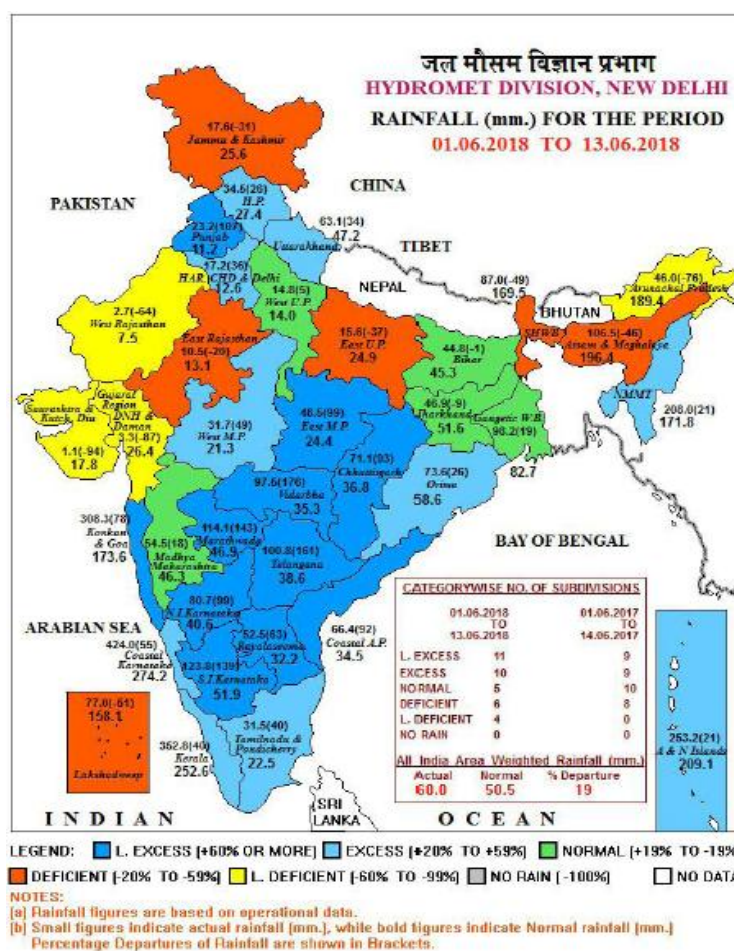 जल मौसम विज्ञान प्रभाग
HYDROMET DIVISION, NEW DELHI
RAINFALL (mm.) FOR THE PERIOD
01.06.2018 TO 13.06.2018
17.6(-31)
Jammu & Kashmir
25.6
CHINA
34.5(26)
H.P.
27.4
PAKISTAN
23.2(107)
Punjab
11.2
63.1(34)
47.2
Uttarakhand
TIBET
17.2(36)
HAR. CHD & Delhi
12.6
NEPAL
87.0(-49)
169.5
BHUTAN
46.0(-76)
Arunachal Pradesh
189.4
14.8(5)
West U.P.
14.0
2.7(-64)
West Rajasthan
7.5
East Rajasthan
10.5(-20)
13.1
15.6(-37)
East U.P.
24.9
44.8(-1)
Bihar
45.3
SHWB
106.5(-46)
Assam & Meghalaya
196.4
NMMT
208.0(21)
171.8
Saurashtra &
Kutch, Diu
1.1(-94)
17.8
Gujarat
Region
DNH &
Daman
3.3(-87)
26.4
31.7(49)
West M.P.
21.3
48.5(99)
East M.P.
24.4
46.9(-9)
Jharkhand
51.6
Gangetic W.B.
98.2(19)
82.7
71.1(93)
Chhattisgarh
36.8
73.6(26)
Orissa
58.6
97.5(176)
Vidarbha
35.3
308.3(78)
Konkan
& Goa
173.6
54.5(18)
Madhya
Maharashtra
46.3
114.1(143)
Marathwada
46.9
100.8(161)
Telangana
38.6
BAY OF BENGAL
80.7(99)
N.I.Karnataka
40.6
ARABIAN SEA
424.0(55)
Coastal
Karnataka
274.2
52.5(63)
Rayalaseema
32.2
66.4(92)
Coastal A.P.
34.5
123.8(139)
S.I.Karnataka
51.9
77.0(-51)
158.1
Lakshadweep
352.8(40)
Kerala
252.6
31.5(40)
Tamilnadu &
Pondicherry
22.5
253.2(21)
A & N Islands
209.1
CATEGORYWISE NO. OF SUBDIVISIONS
01.06.2018 01.06.2017
TO TO
13.06.2018 14.06.2017
L. EXCESS 11 9
EXCESS 10 9
NORMAL 5 10
DEFICIENT 6 8
L. DEFICIENT 4 0
NO RAIN 0 0
All India Area Weighted Rainfall (mm.)
Actual Normal % Departure
60.0 50.5 19
SRI
LANKA
INDIAN OCEAN
LEGEND: L. EXCESS (+60% OR MORE) EXCESS (+20% TO +59%) NORMAL (+19% TO -19%
DEFICIENT (-20% TO -59%) L. DEFICIENT (-60% TO -99%) NO RAIN (-100%) NO DATA
NOTES:
(a) Rainfall figures are based on operational data.
(b) Small figures indicate actual rainfall (mm.), while bold figures indicate Normal rainfall (mm.)
Percentage Departures of Rainfall are shown in Brackets.